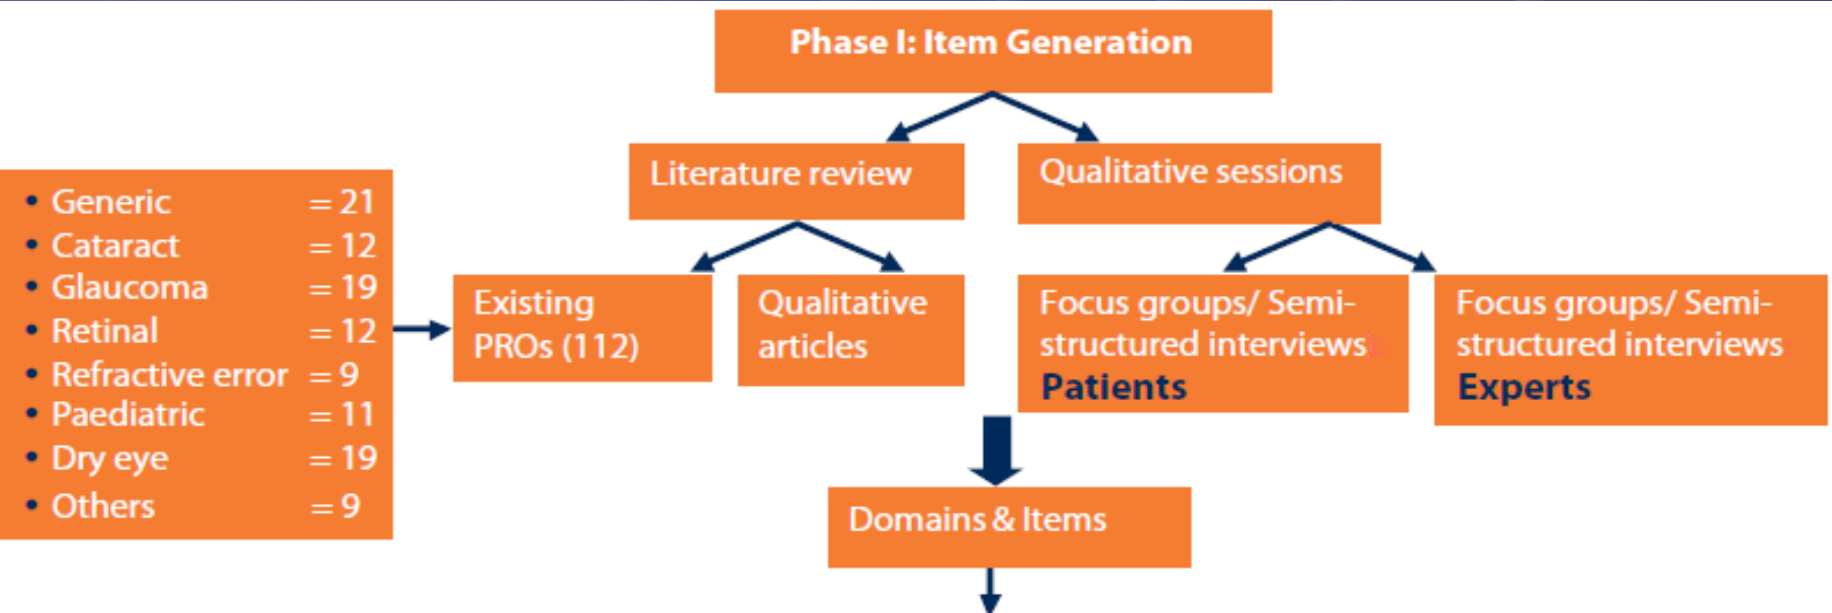 Phase I: Item Generation
Literature review
Qualitative sessions
• Generic = 21
• Cataract = 12
• Glaucoma = 19
• Retinal = 12
• Refractive error = 9
• Paediatric = 11
• Dry eye = 19
• Others = 9
Existing
PROs (112)
Qualitative
articles
Focus groups/ Semi-
structured interviews
Patients
Focus groups/ Semi-
structured interviews
Experts
Domains & Items